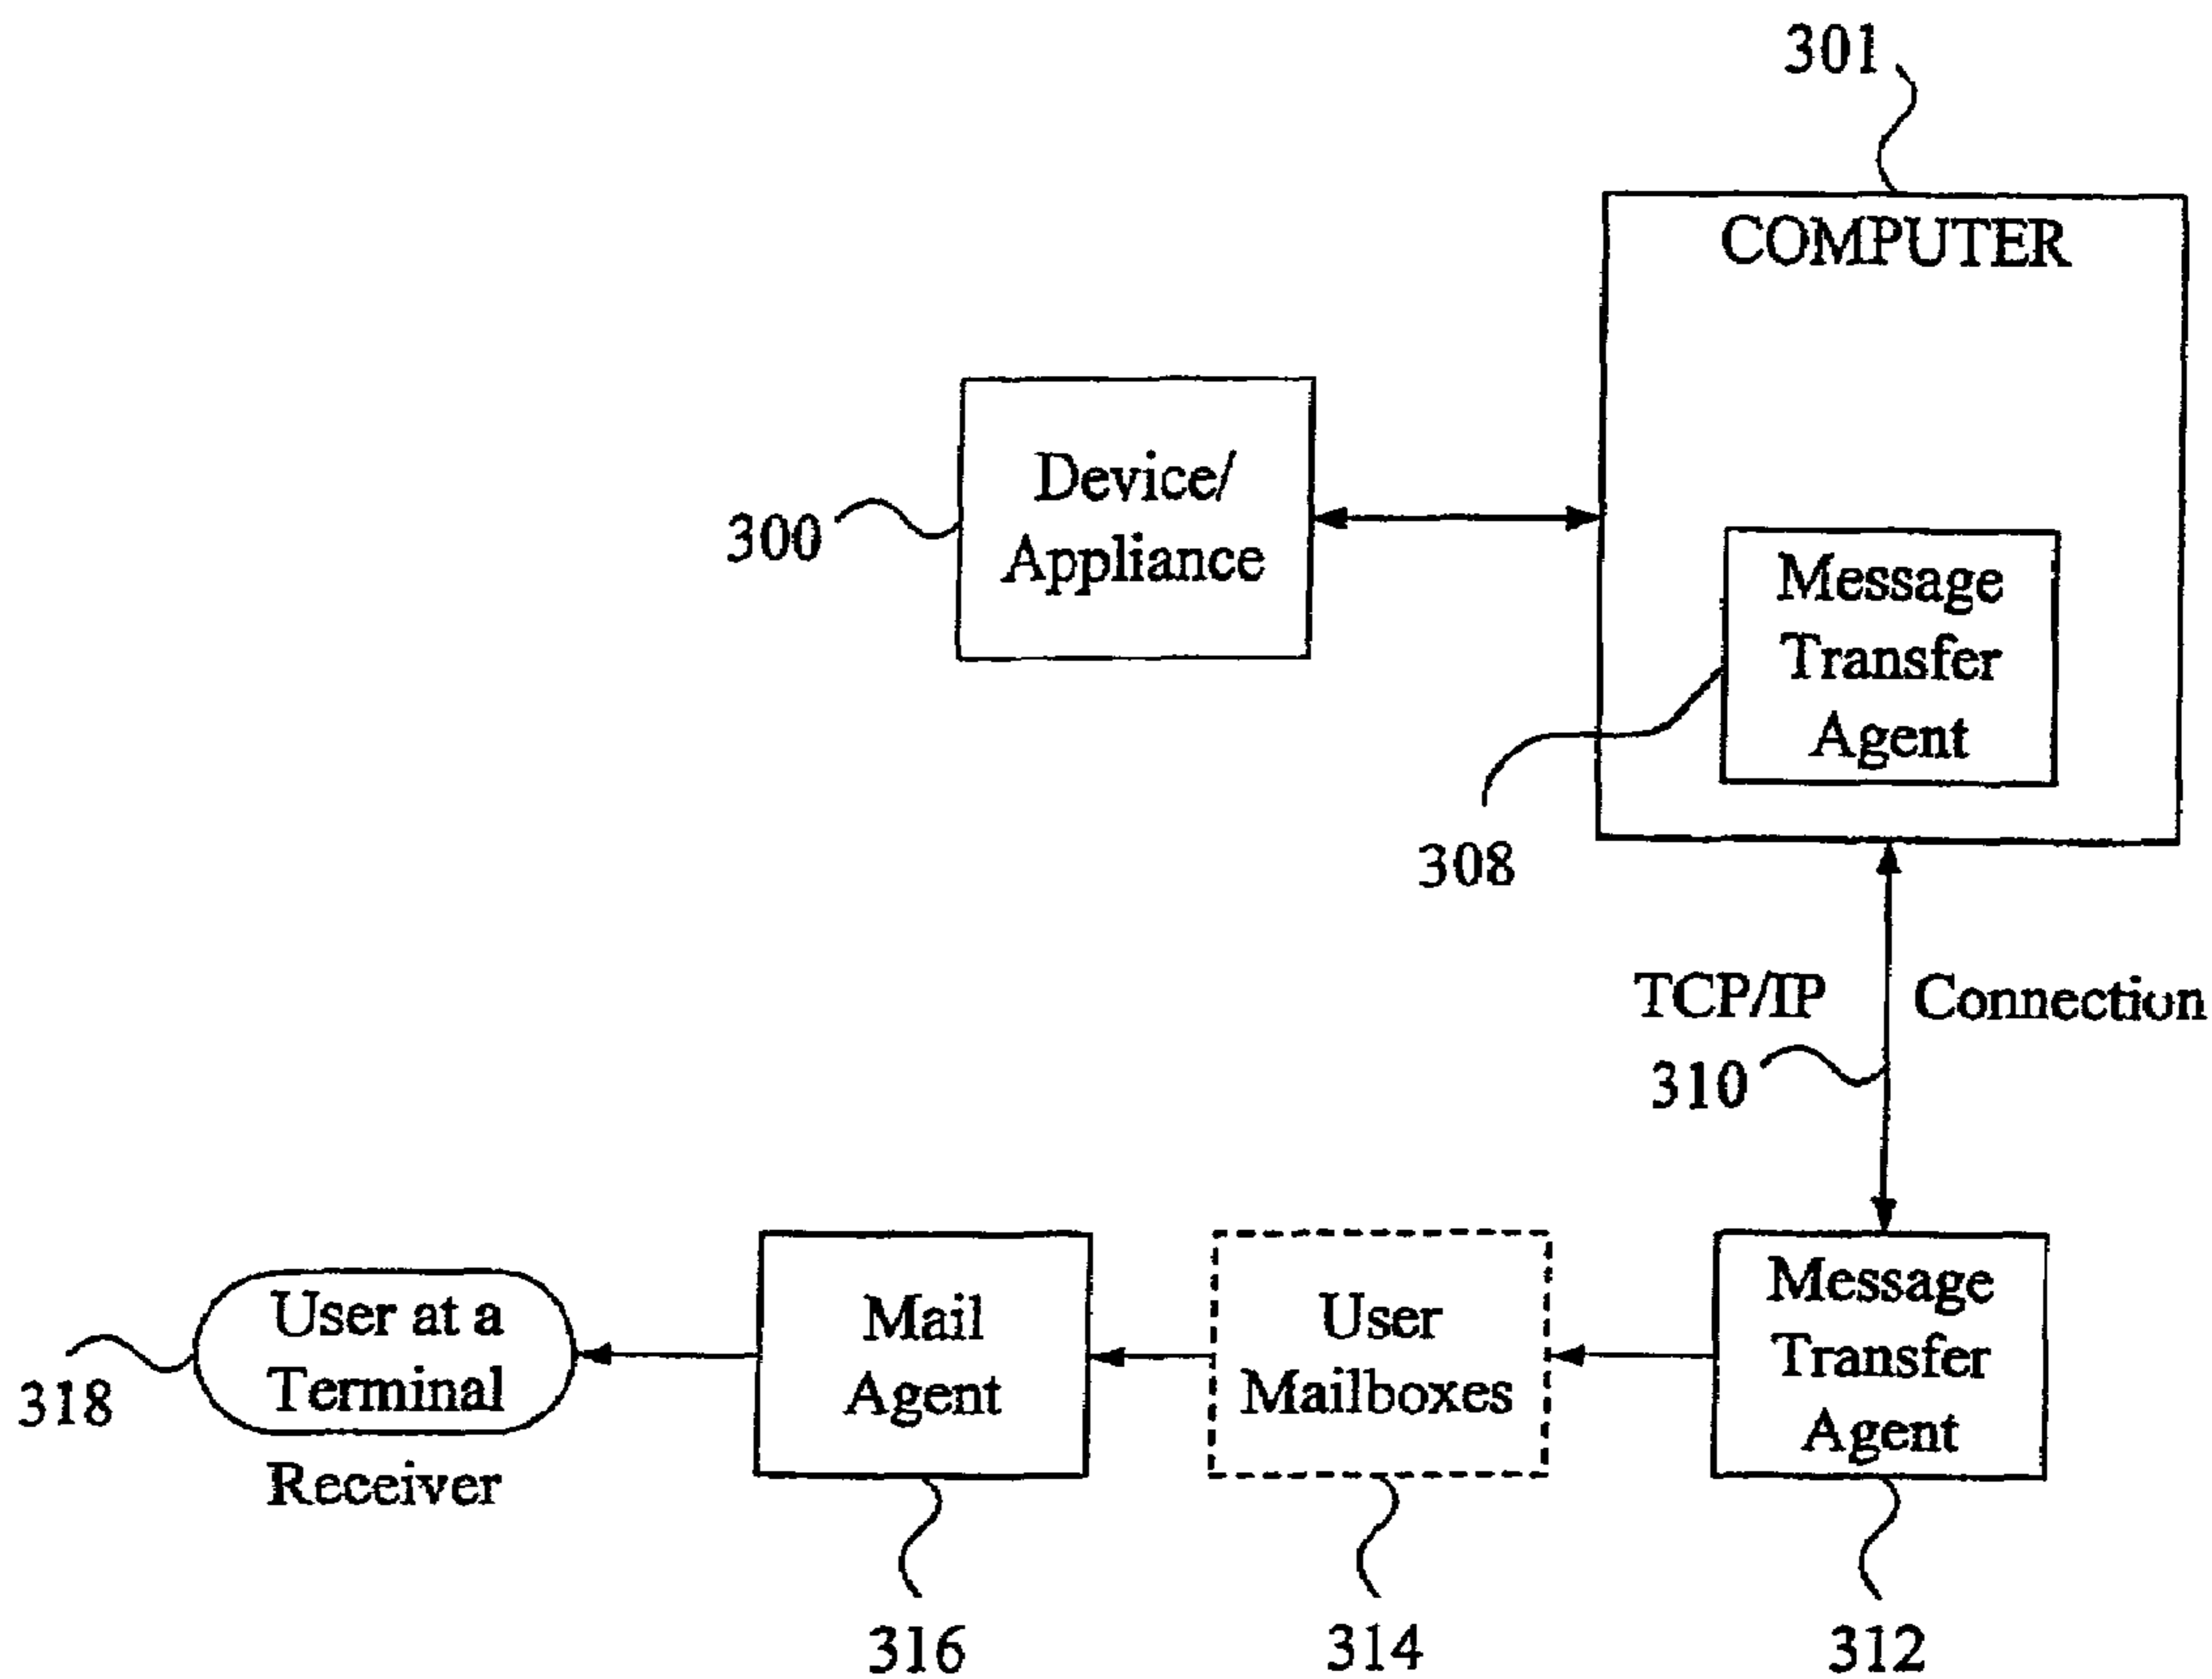 301
COMPUTER
Device/
Appliance
300
Message
Transfer
Agent
308
TCP/IP Connection
310
User at a
Terminal
Receiver
318
Mail
Agent
316
User
Mailboxes
314
Message
Transfer
Agent
312